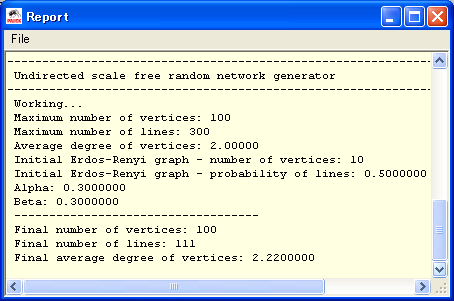 Report
File
--------------------------------------------------------------
Undirected scale free random network generator
--------------------------------------------------------------
Working...
Maximum number of vertices: 100
Maximum number of lines: 300
Average degree of vertices: 2.00000
Initial Erdos-Renyi graph - number of vertices: 10
Initial Erdos-Renyi graph - probability of lines: 0.5000000
Alpha: 0.3000000
Beta: 0.3000000
-----------------------------------
Final number of vertices: 100
Final number of lines: 111
Final average degree of vertices: 2.2200000